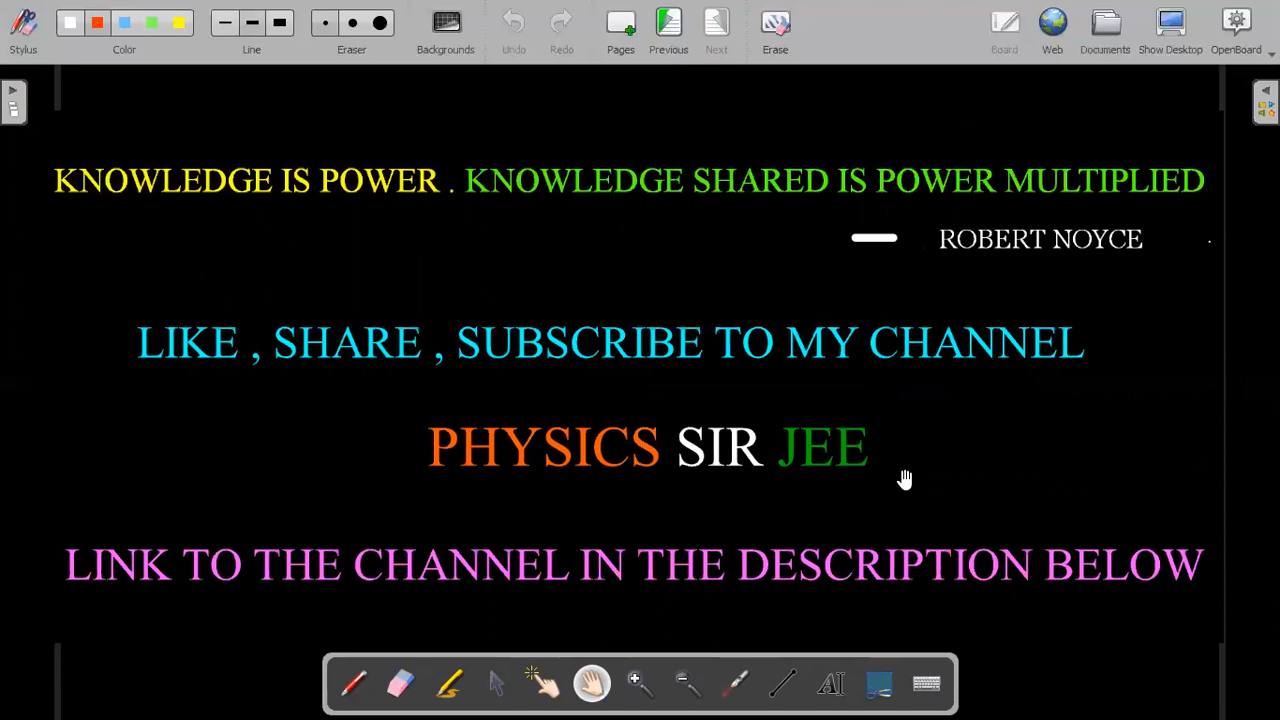 Stylus Color Line Eraser Backgrounds Undo Redo Pages Previous Next Erase Board Web Documents Show Desktop OpenBoard
KNOWLEDGE IS POWER . KNOWLEDGE SHARED IS POWER MULTIPLIED
— ROBERT NOYCE .
LIKE , SHARE , SUBSCRIBE TO MY CHANNEL
PHYSICS SIR JEE
LINK TO THE CHANNEL IN THE DESCRIPTION BELOW
AI